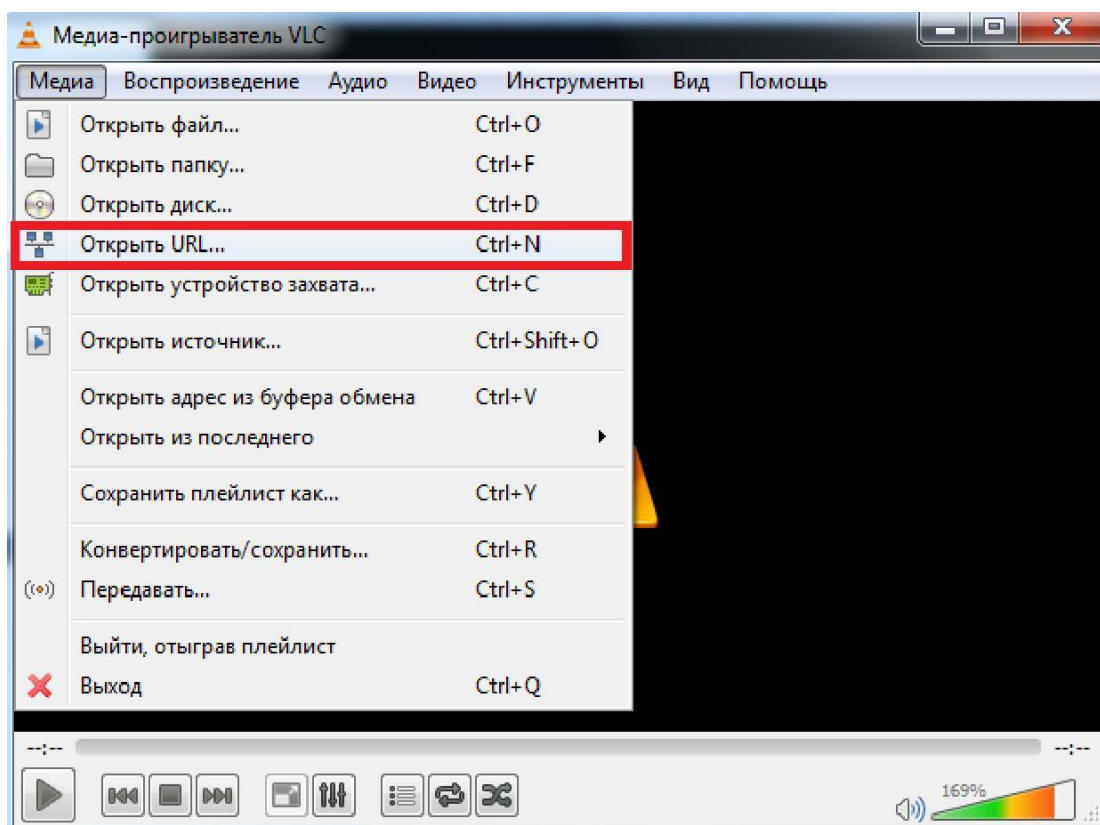 Медиа-проигрыватель VLC
Медиа Воспроизведение Аудио Видео Инструменты Вид Помощь
Открыть файл... Ctrl+O
Открыть папку... Ctrl+F
Открыть диск... Ctrl+D
Открыть URL... Ctrl+N
Открыть устройство захвата... Ctrl+C
Открыть источник... Ctrl+Shift+O
Открыть адрес из буфера обмена Ctrl+V
Открыть из последнего
Сохранить плейлист как... Ctrl+Y
Конвертировать/сохранить... Ctrl+R
Передавать... Ctrl+S
Выйти, отыграв плейлист
Выход Ctrl+Q
--:-- --:--
169%